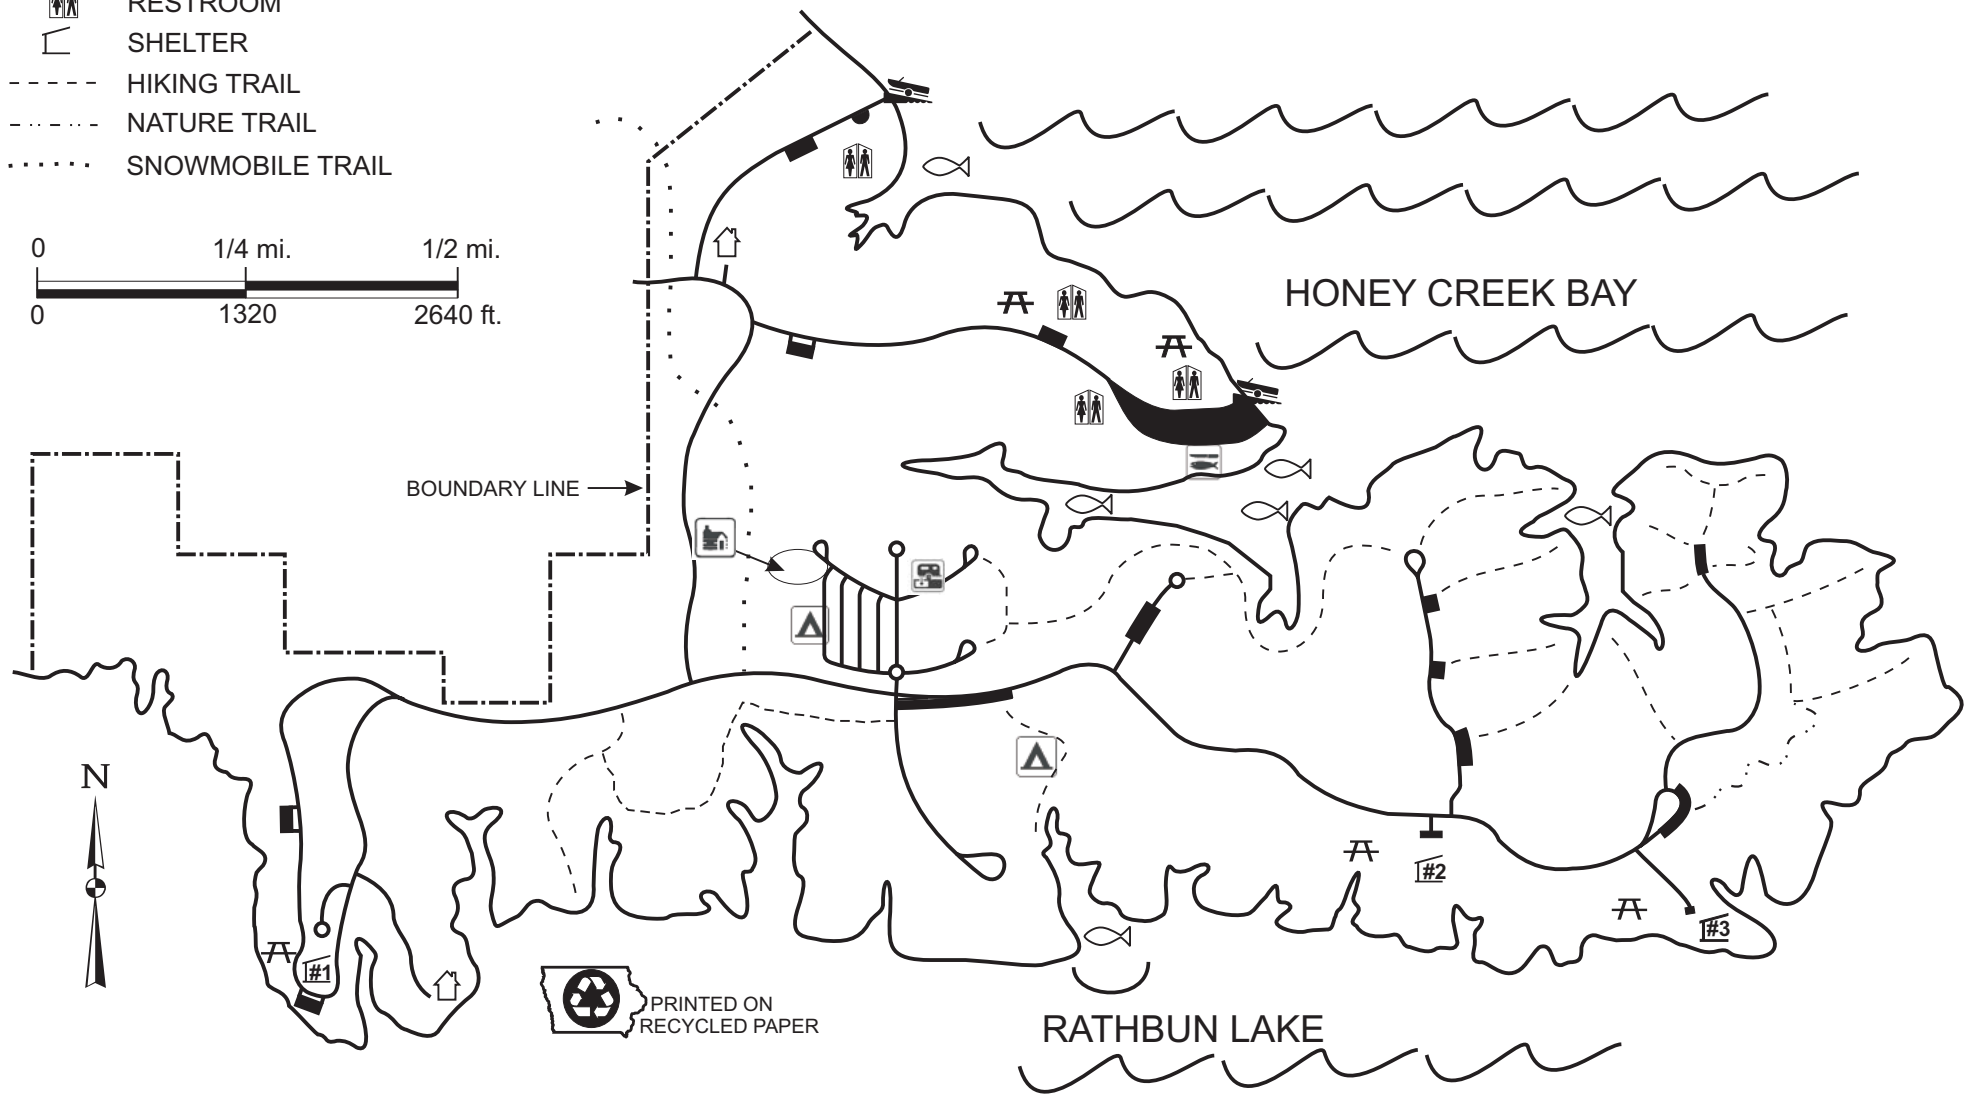 RESTROOM
SHELTER
HIKING TRAIL
NATURE TRAIL
SNOWMOBILE TRAIL
0 1/4 mi. 1/2 mi.
0 1320 2640 ft.
HONEY CREEK BAY
BOUNDARY LINE
N
#2
#3
#1
PRINTED ON
RECYCLED PAPER
RATHBUN LAKE